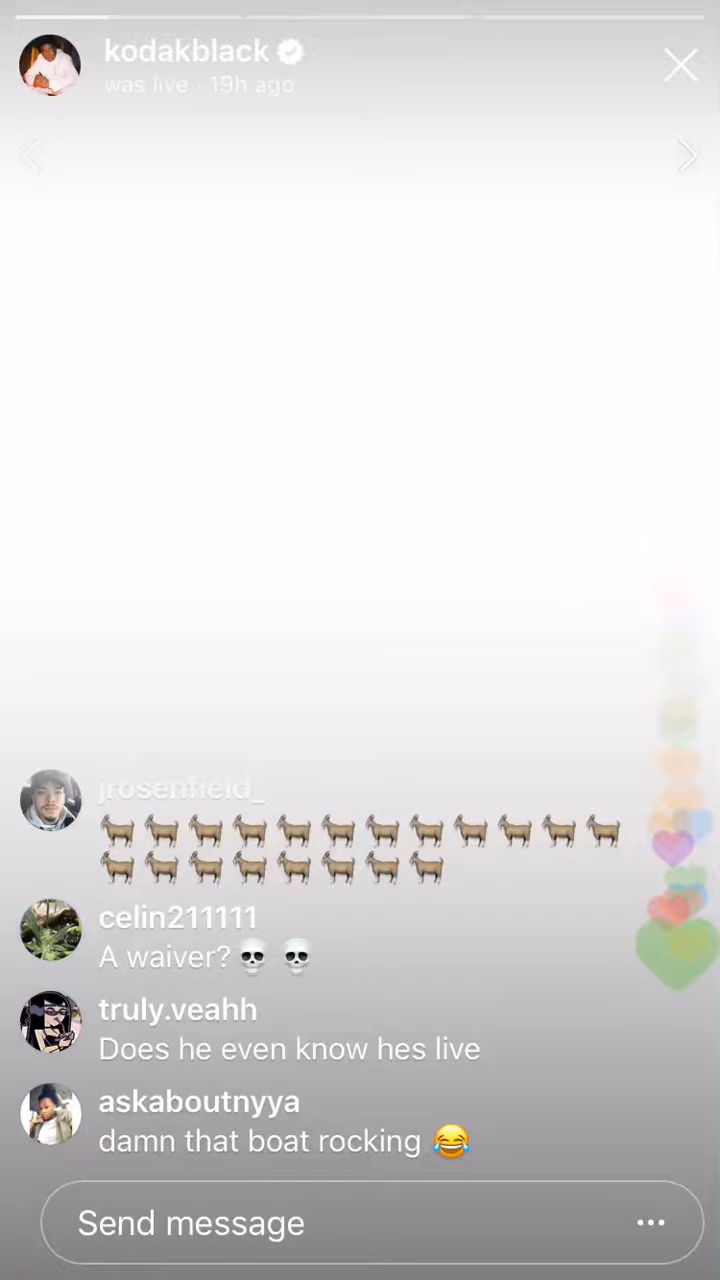 kodakblack
was live · 19h ago
jrosenfield_
🐐🐐🐐🐐🐐🐐🐐🐐🐐🐐🐐🐐
🐐🐐🐐🐐🐐🐐🐐🐐
celin211111
A waiver?💀 💀
truly.veahh
Does he even know hes live
askaboutnyya
damn that boat rocking 😂
Send message